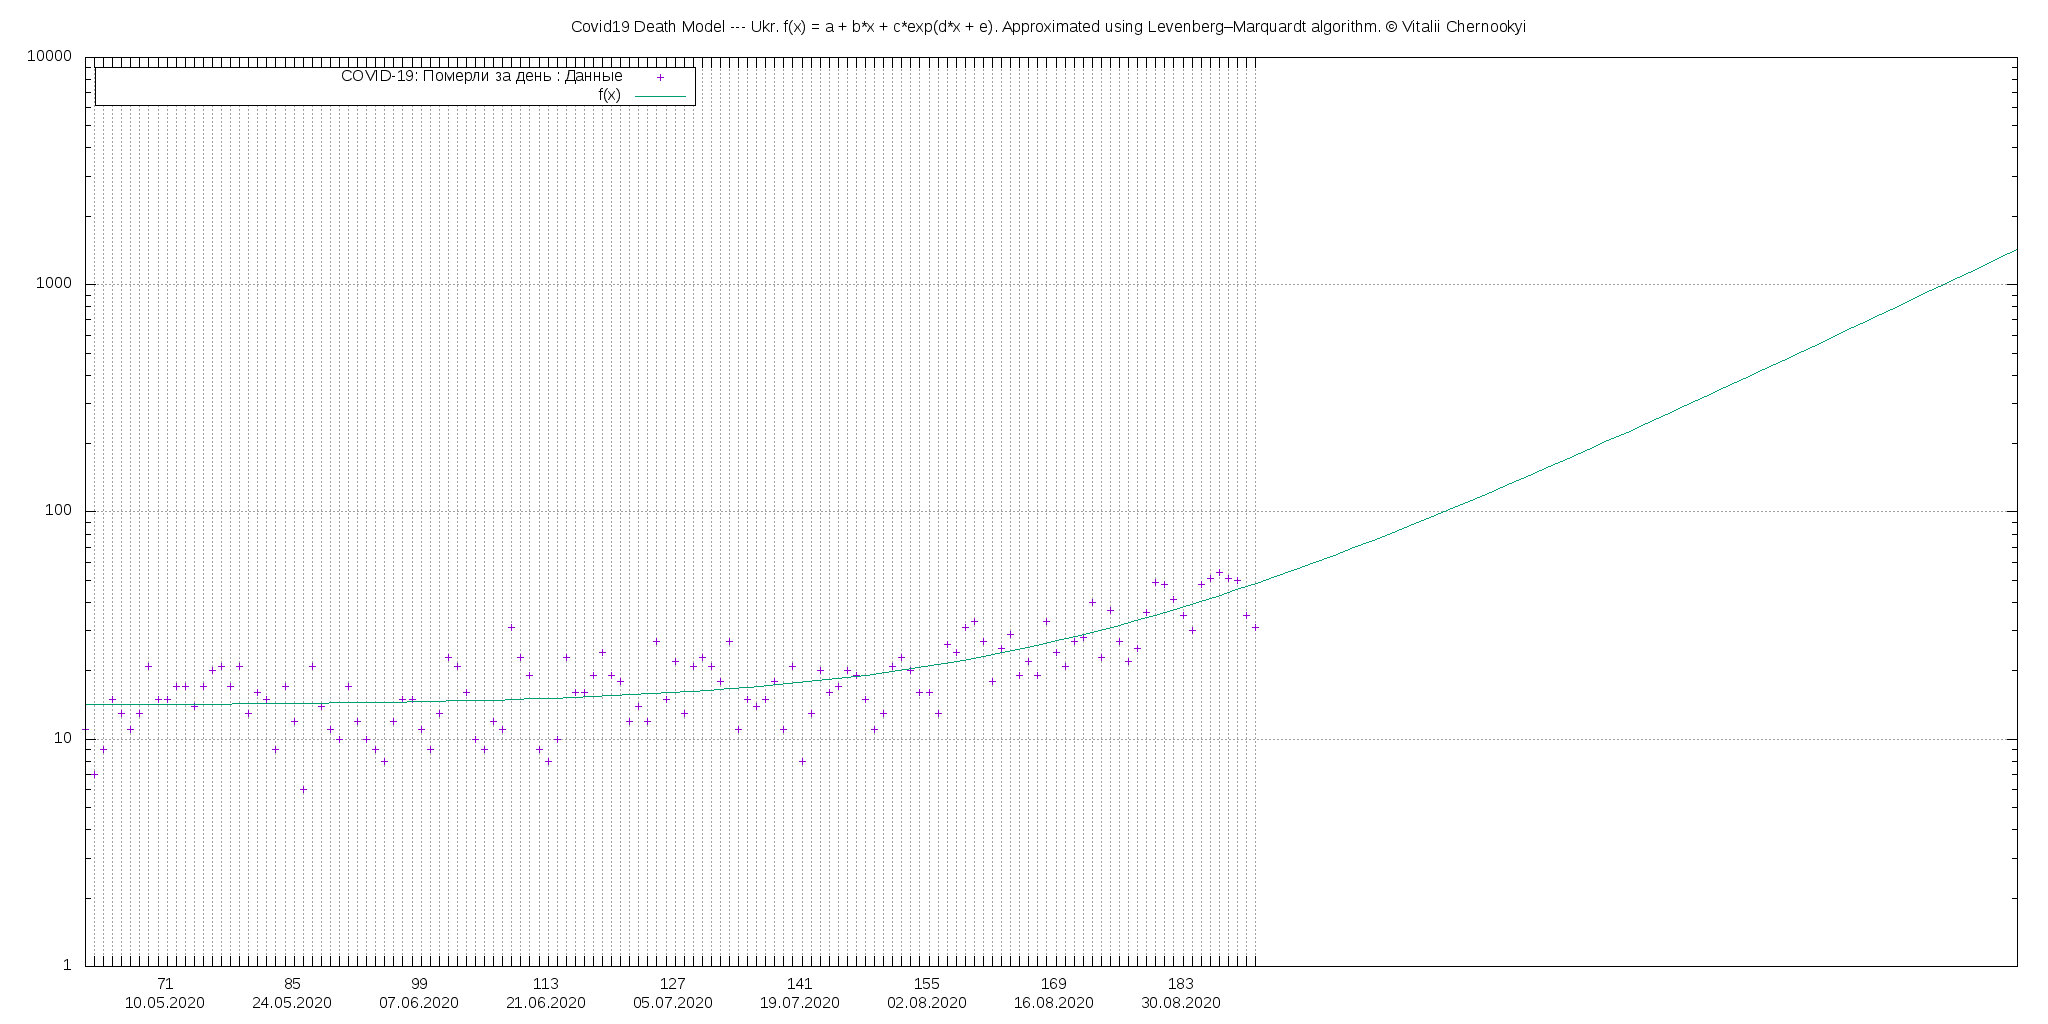 Covid19 Death Model --- Ukr. f(x) = a + b*x + c*exp(d*x + e). Approximated using Levenberg–Marquardt algorithm. © Vitalii Chernookyi
10000
COVID-19: Померли за день : Данные
f(x)
1000
100
10
1
71 85 99 113 127 141 155 169 183
10.05.2020 24.05.2020 07.06.2020 21.06.2020 05.07.2020 19.07.2020 02.08.2020 16.08.2020 30.08.2020